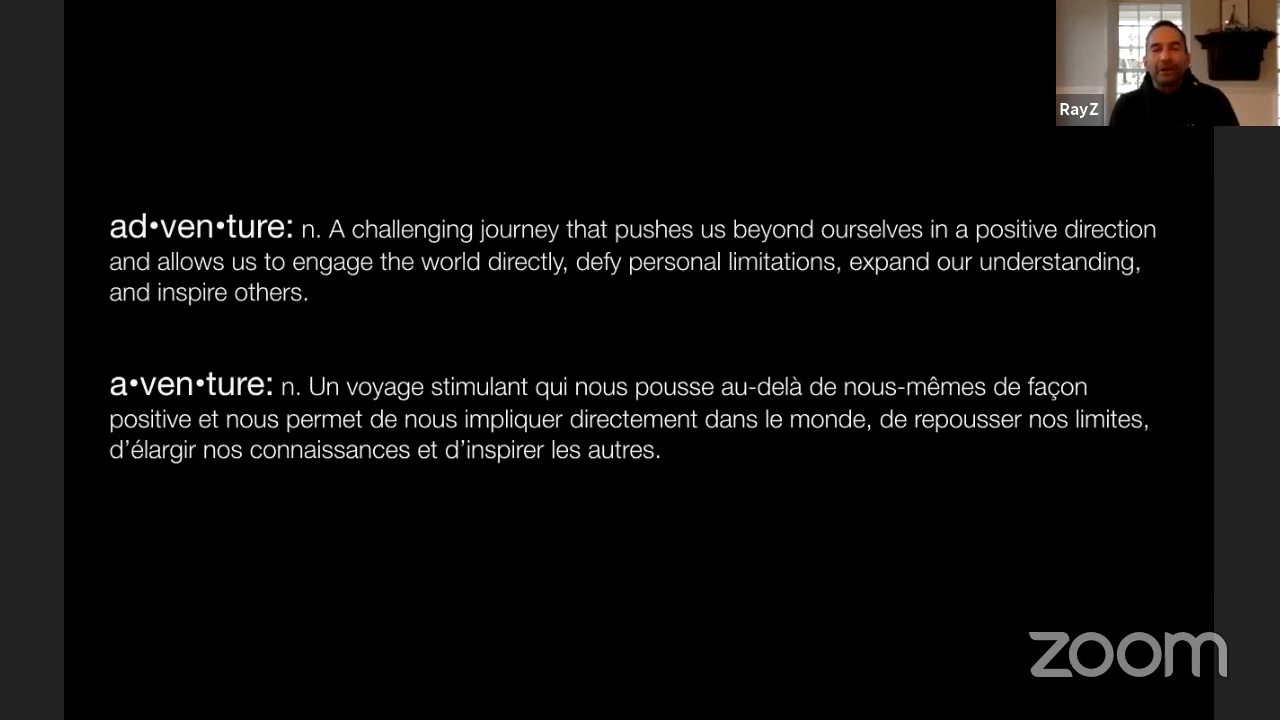 RayZ
ad•ven•ture: n. A challenging journey that pushes us beyond ourselves in a positive direction
and allows us to engage the world directly, defy personal limitations, expand our understanding,
and inspire others.
a•ven•ture: n. Un voyage stimulant qui nous pousse au-delà de nous-mêmes de façon
positive et nous permet de nous impliquer directement dans le monde, de repousser nos limites,
d’élargir nos connaissances et d’inspirer les autres.
zoom